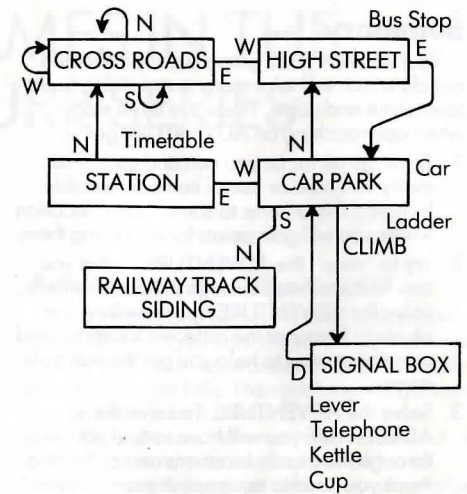 N
Bus Stop
W
CROSS ROADS
E
S
W
HIGH STREET
E
N
Timetable
N
STATION
E
W
CAR PARK
S
Car
Ladder
CLIMB
N
RAILWAY TRACK
SIDING
D
SIGNAL BOX
Lever
Telephone
Kettle
Cup